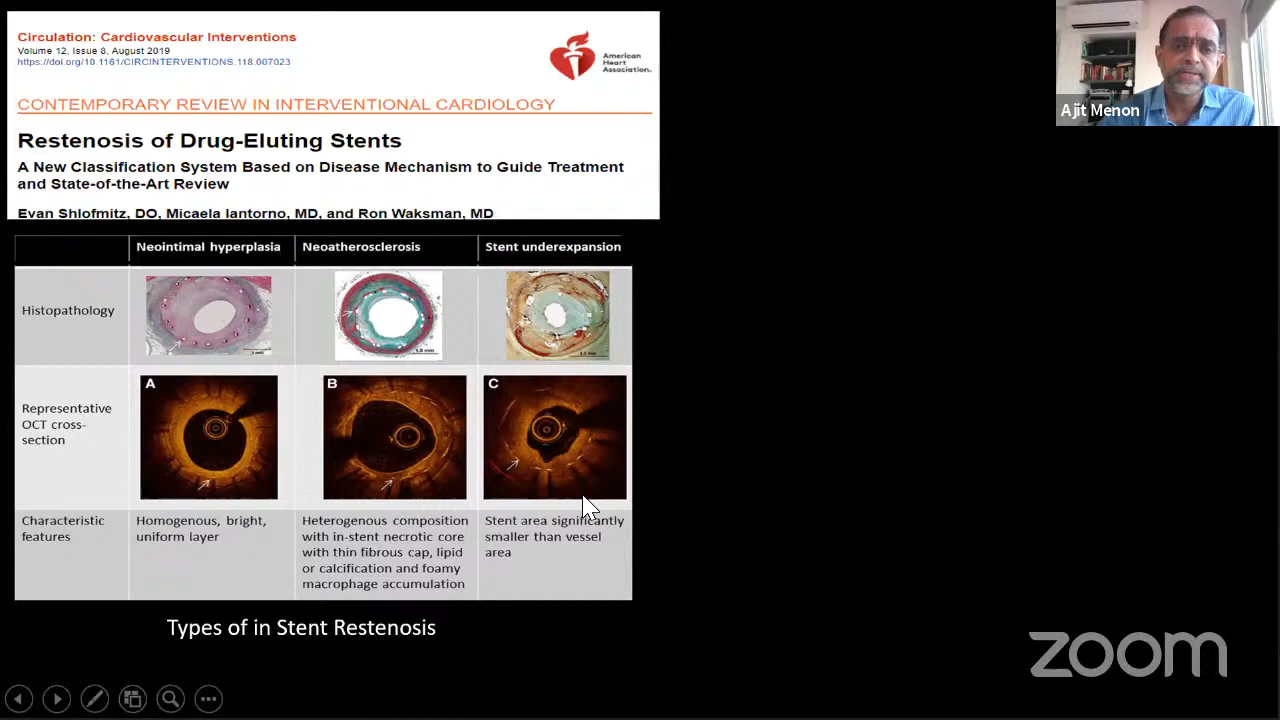 Circulation: Cardiovascular Interventions
Volume 12, Issue 8, August 2019
https://doi.org/10.1161/CIRCINTERVENTIONS.118.007023
American
Heart
Association.
CONTEMPORARY REVIEW IN INTERVENTIONAL CARDIOLOGY
Restenosis of Drug-Eluting Stents
A New Classification System Based on Disease Mechanism to Guide Treatment
and State-of-the-Art Review
Evan Shlofmitz, DO, Micaela Iantorno, MD, and Ron Waksman, MD
Ajit Menon
Neointimal hyperplasia
Neoatherosclerosis
Stent underexpansion
Histopathology
Representative
OCT cross-
section
A
B
C
Characteristic
features
Homogenous, bright,
uniform layer
Heterogenous composition
with in-stent necrotic core
with thin fibrous cap, lipid
or calcification and foamy
macrophage accumulation
Stent area significantly
smaller than vessel
area
Types of in Stent Restenosis
zoom